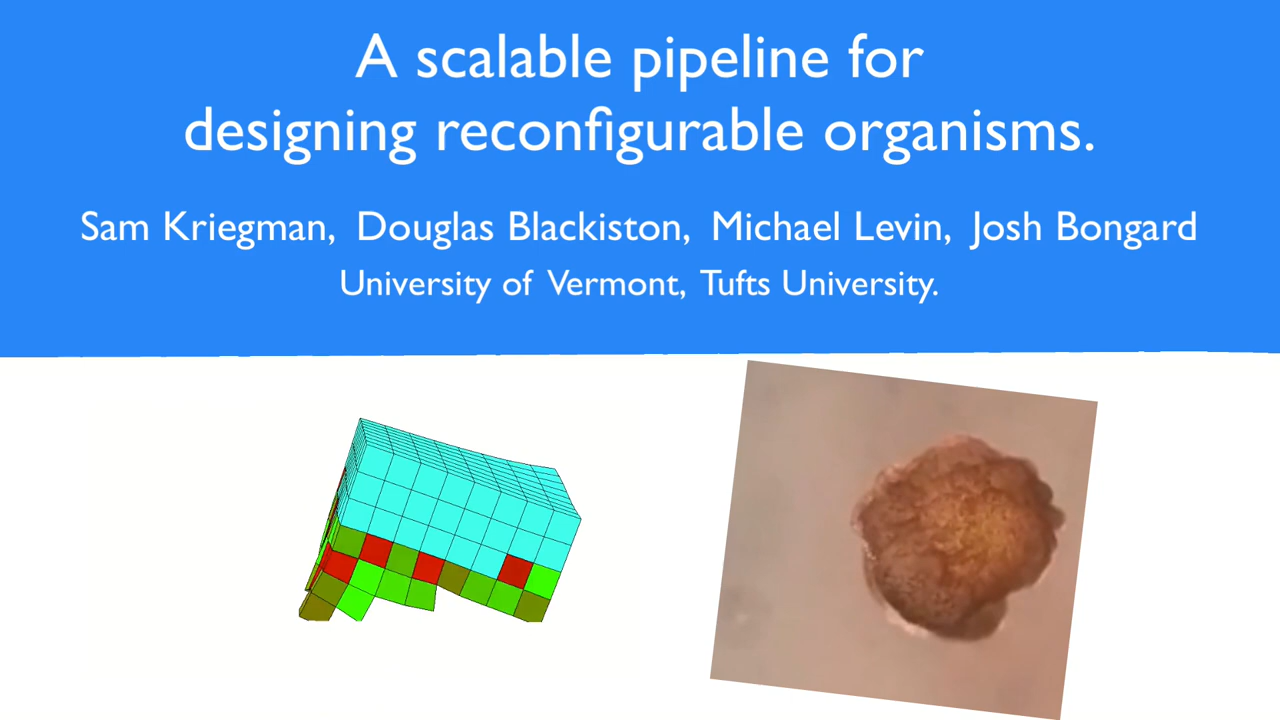 A scalable pipeline for
designing reconfigurable organisms.
Sam Kriegman, Douglas Blackiston, Michael Levin, Josh Bongard
University of Vermont, Tufts University.